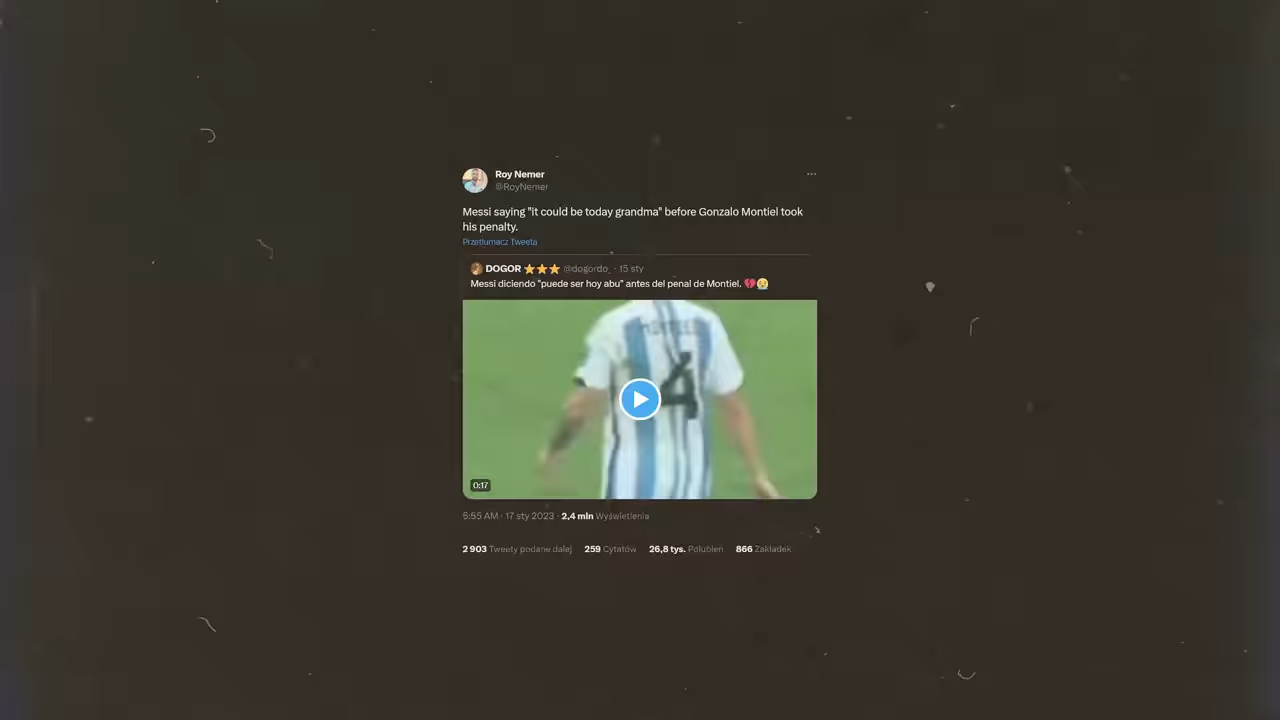 Roy Nemer
@RoyNemer
Messi saying "it could be today grandma" before Gonzalo Montiel took
his penalty.
Przetłumacz Tweeta
DOGOR ⭐⭐⭐ @dogordo_ · 15 sty
Messi diciendo "puede ser hoy abu" antes del penal de Montiel. 💔😭
MONTIEL
4
0:17
5:55 AM · 17 sty 2023 · 2,4 mln Wyświetlenia
2 903 Tweety podane dalej 259 Cytatów 26,8 tys. Polubień 866 Zakładek